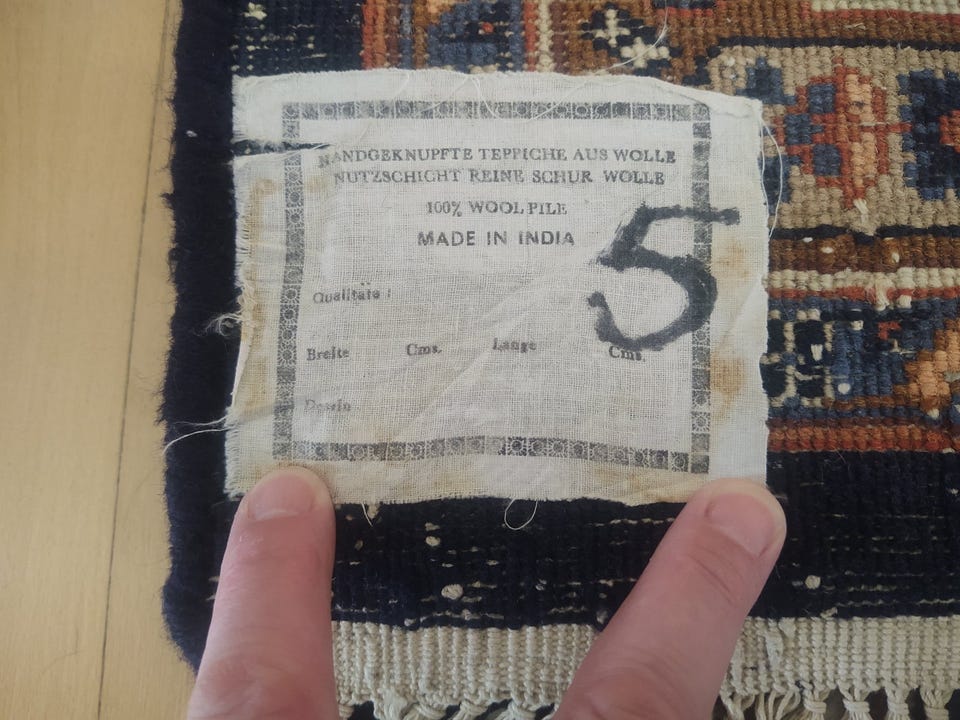 HANDGEKNUPFTE TEPPICHE AUS WOLLE
NUTZSCHICHT REINE SCHUR WOLLE
100% WOOL PILE
MADE IN INDIA
5
Qualitäte :
Breite Cms. Lange Cms.
Dessin